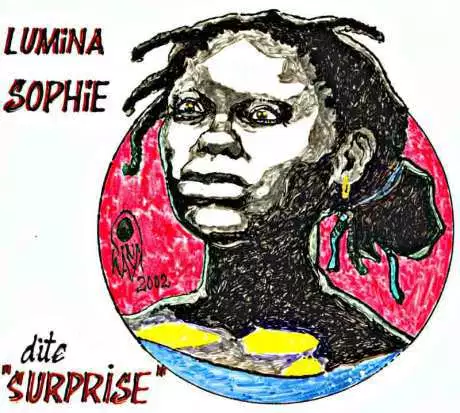 LUMiNA
SOPHiE
2002
dite
"SURPRiSE"